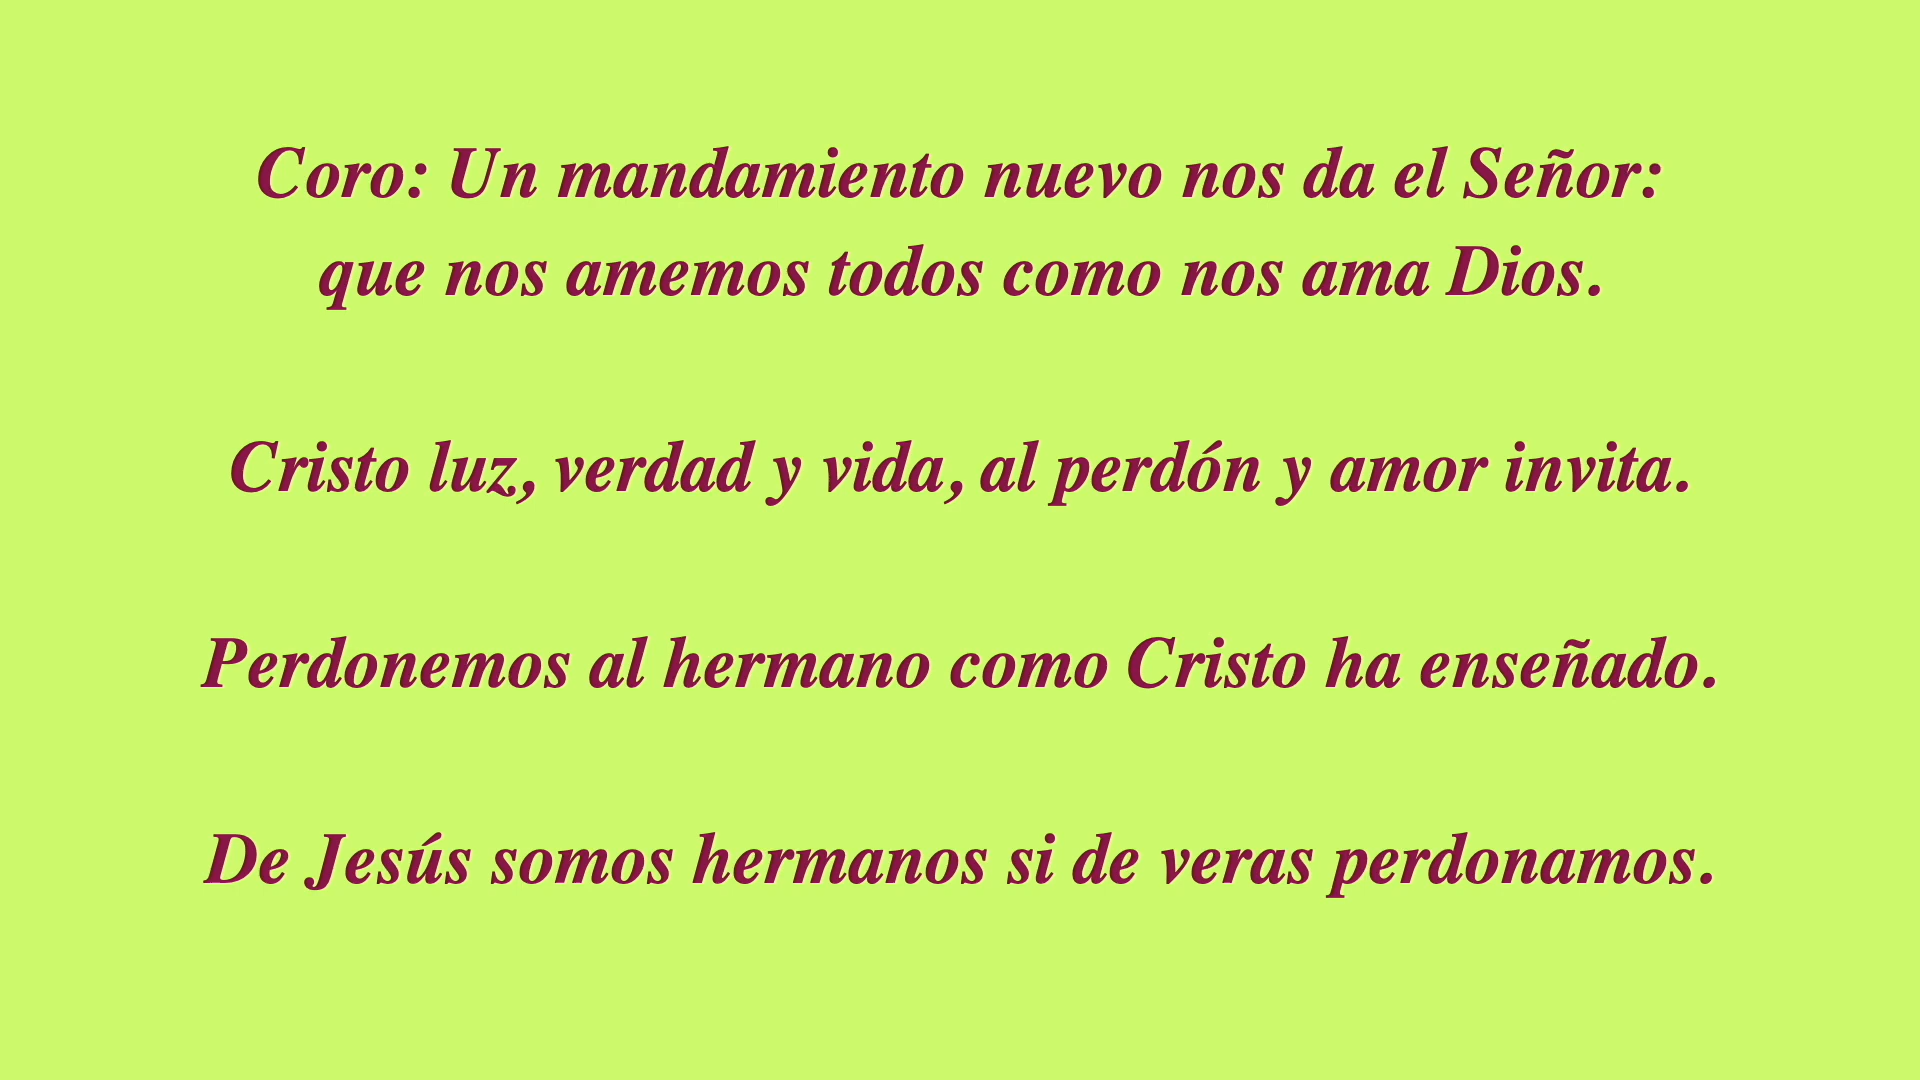 Coro: Un mandamiento nuevo nos da el Señor:
que nos amemos todos como nos ama Dios.
Cristo luz, verdad y vida, al perdón y amor invita.
Perdonemos al hermano como Cristo ha enseñado.
De Jesús somos hermanos si de veras perdonamos.